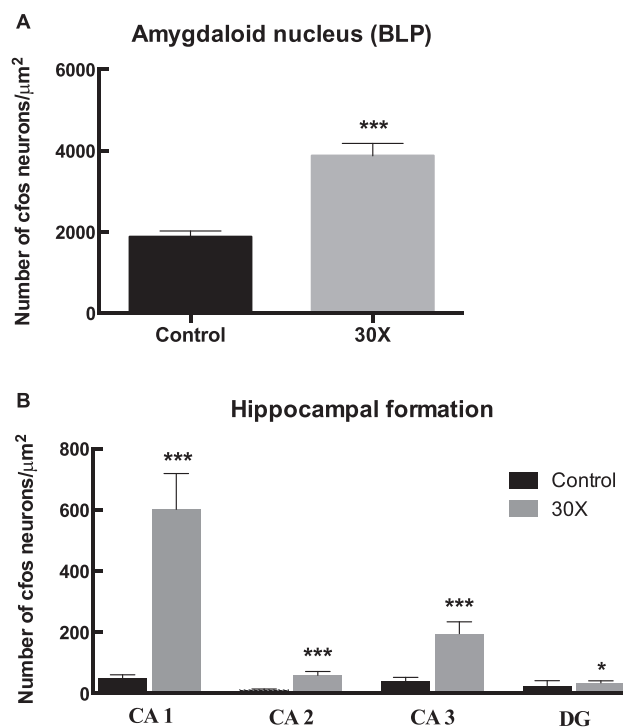 A
Amygdaloid nucleus (BLP)
Number of cfos neurons/μm²
6000
4000
2000
0
***
Control
30X
B
Hippocampal formation
Number of cfos neurons/μm²
800
600
400
200
0
***
***
***
*
Control
30X
CA 1
CA 2
CA 3
DG